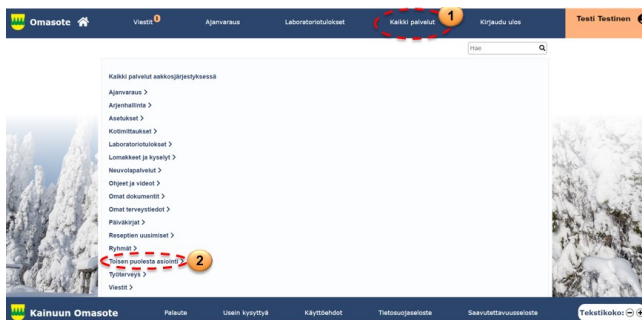 Omasote Viestit 0 Ajanvaraus Laboratoriotulokset Kaikki palvelut 1 Kirjaudu ulos Testi Testinen
Hae
Kaikki palvelut aakkosjärjestyksessä
Ajanvaraus >
Arjenhallinta >
Asetukset >
Kotimittaukset >
Laboratoriotulokset >
Lomakkeet ja kyselyt >
Neuvolapalvelut >
Ohjeet ja videot >
Omat dokumentit >
Omat terveystiedot >
Päiväkirjat >
Reseptien uusimiset >
Ryhmät >
Toisen puolesta asiointi > 2
Työterveys >
Viestit >
Kainuun Omasote Palaute Usein kysyttyä Käyttöehdot Tietosuojaseloste Saavutettavuusseloste Tekstikoko: